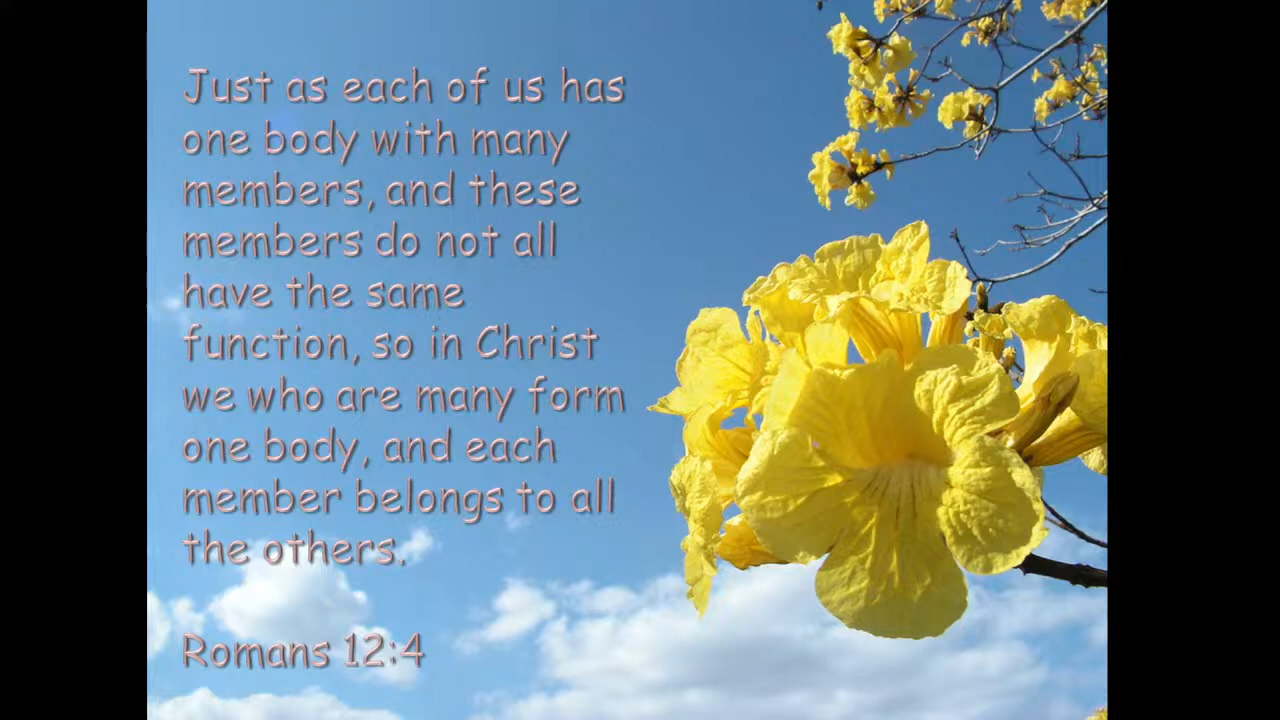 Just as each of us has
one body with many
members, and these
members do not all
have the same
function, so in Christ
we who are many form
one body, and each
member belongs to all
the others.
Romans 12:4